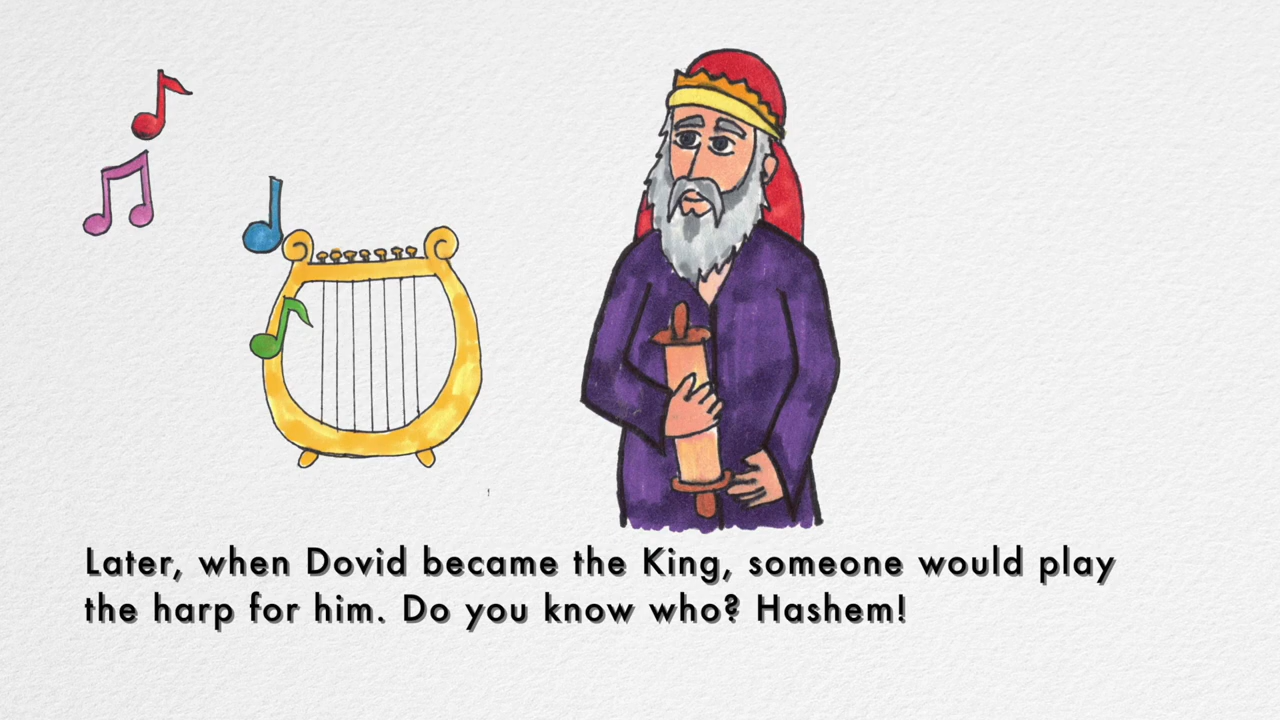 Later, when Dovid became the King, someone would play
the harp for him. Do you know who? Hashem!